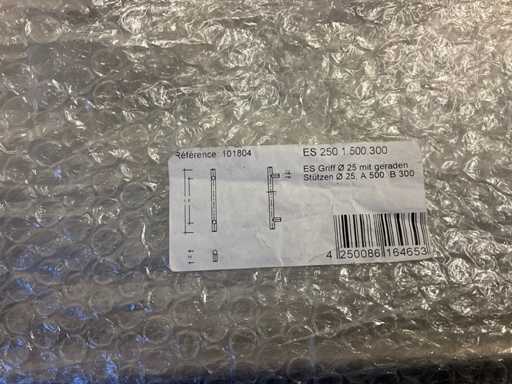 Référence: 101804
ES 250 1.500.300
ES Griff Ø 25 mit geraden
Stützen Ø 25, A 500 B 300
4 250086 164653